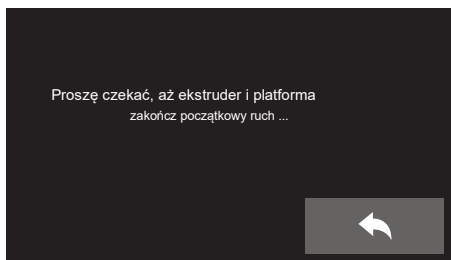 Proszę czekać, aż ekstruder i platforma
zakończ początkowy ruch ...